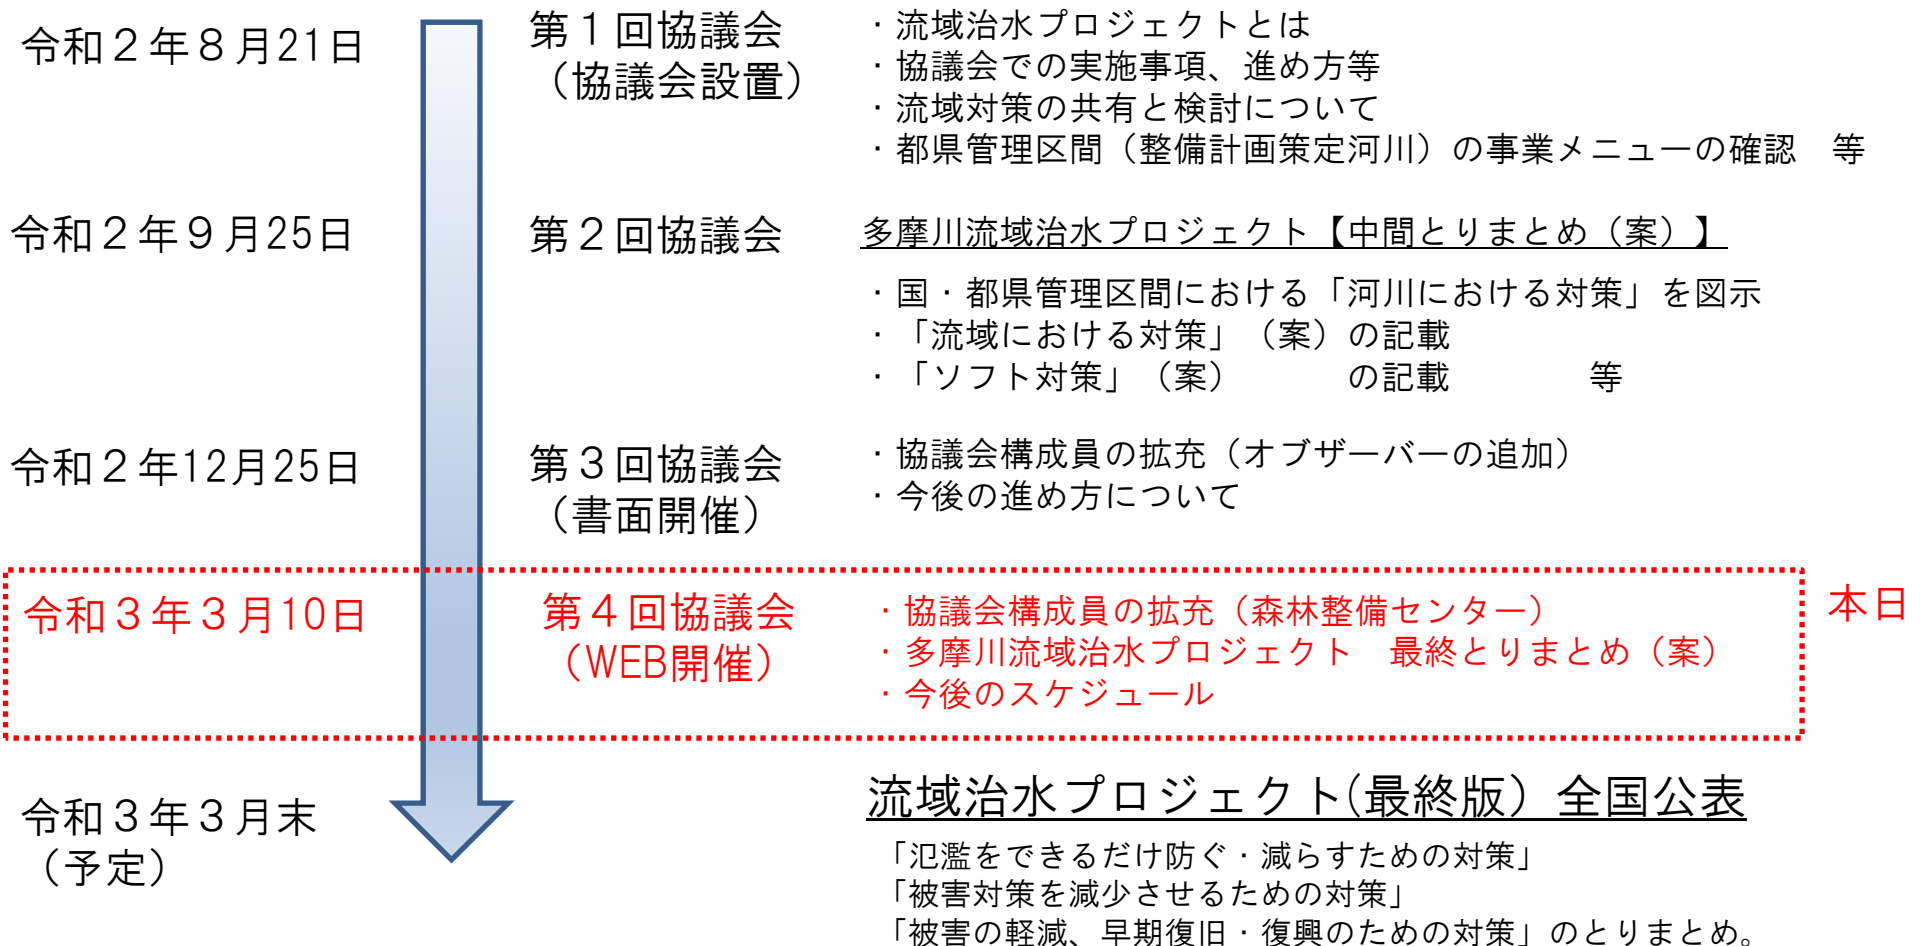 令和２年８月21日
第１回協議会
（協議会設置）
・流域治水プロジェクトとは
・協議会での実施事項、進め方等
・流域対策の共有と検討について
・都県管理区間（整備計画策定河川）の事業メニューの確認　等
令和２年９月25日
第２回協議会
多摩川流域治水プロジェクト【中間とりまとめ（案）】
・国・都県管理区間における「河川における対策」を図示
・「流域における対策」（案）の記載
・「ソフト対策」（案）　　　の記載　　　　等
令和２年12月25日
第３回協議会
（書面開催）
・協議会構成員の拡充（オブザーバーの追加）
・今後の進め方について
令和３年３月10日
第４回協議会
（WEB開催）
・協議会構成員の拡充（森林整備センター）
・多摩川流域治水プロジェクト　最終とりまとめ（案）
・今後のスケジュール
本日
令和３年３月末
（予定）
流域治水プロジェクト(最終版）全国公表
「氾濫をできるだけ防ぐ・減らすための対策」
「被害対策を減少させるための対策」
「被害の軽減、早期復旧・復興のための対策」のとりまとめ。